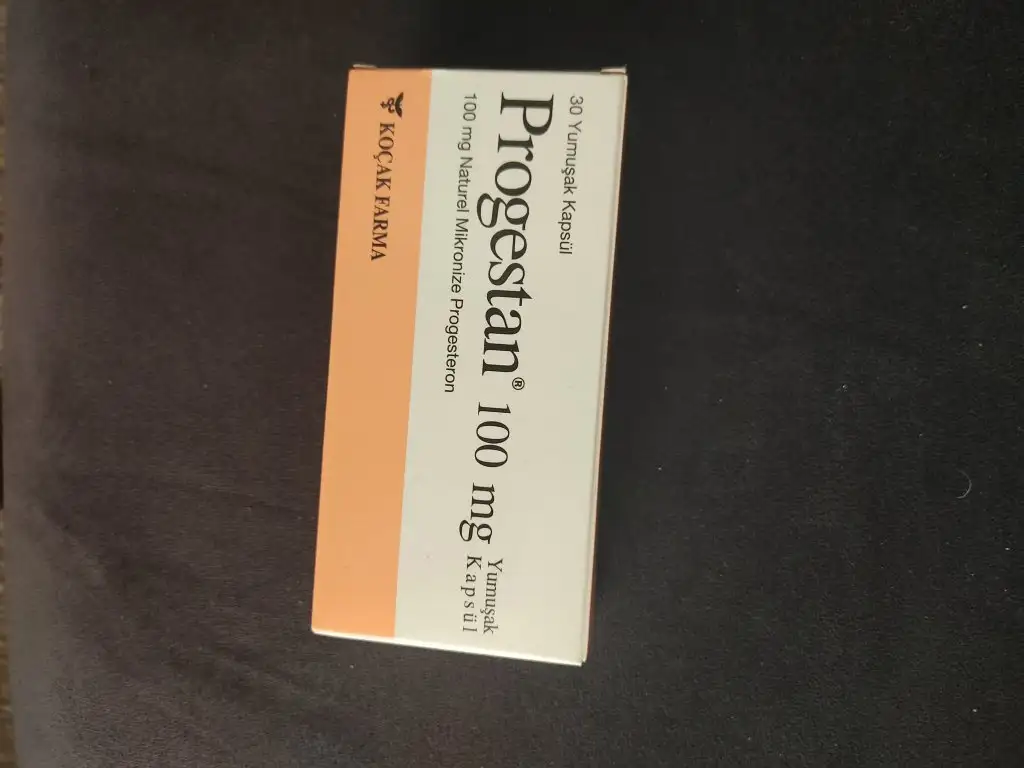 30 Yumuşak Kapsül
Progestan® 100 mg Yumuşak Kapsül
100 mg Naturel Mikronize Progesteron
KOÇAK FARMA